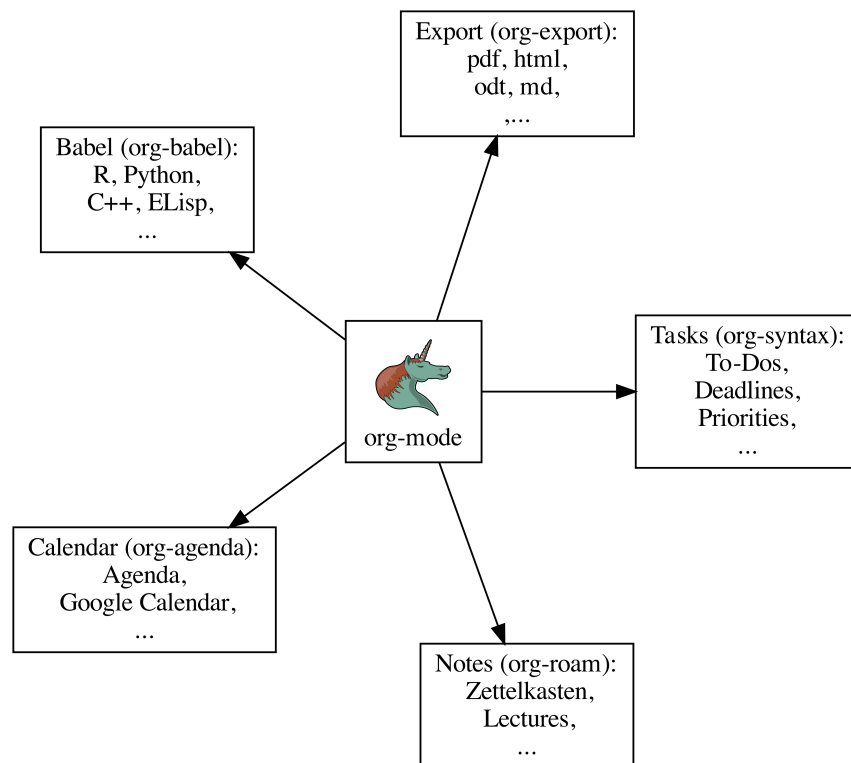 Export (org-export):
pdf, html,
odt, md,
,...
Babel (org-babel):
R, Python,
C++, ELisp,
...
Tasks (org-syntax):
To-Dos,
Deadlines,
Priorities,
...
org-mode
Calendar (org-agenda):
Agenda,
Google Calendar,
...
Notes (org-roam):
Zettelkasten,
Lectures,
...